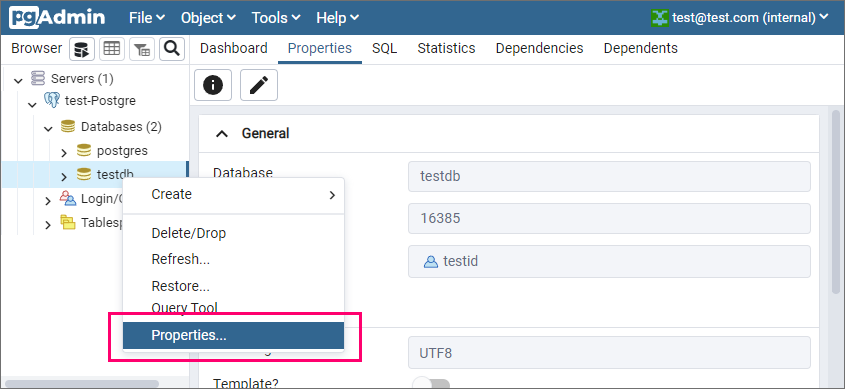 pgAdmin File Object Tools Help test@test.com (internal)
Browser Dashboard Properties SQL Statistics Dependencies Dependents
Servers (1)
test-Postgre
Databases (2)
postgres
testdb
Login/
Tablesp
Create
Delete/Drop
Refresh...
Restore...
Query Tool
Properties...
General
Database
testdb
16385
testid
UTF8
Template?